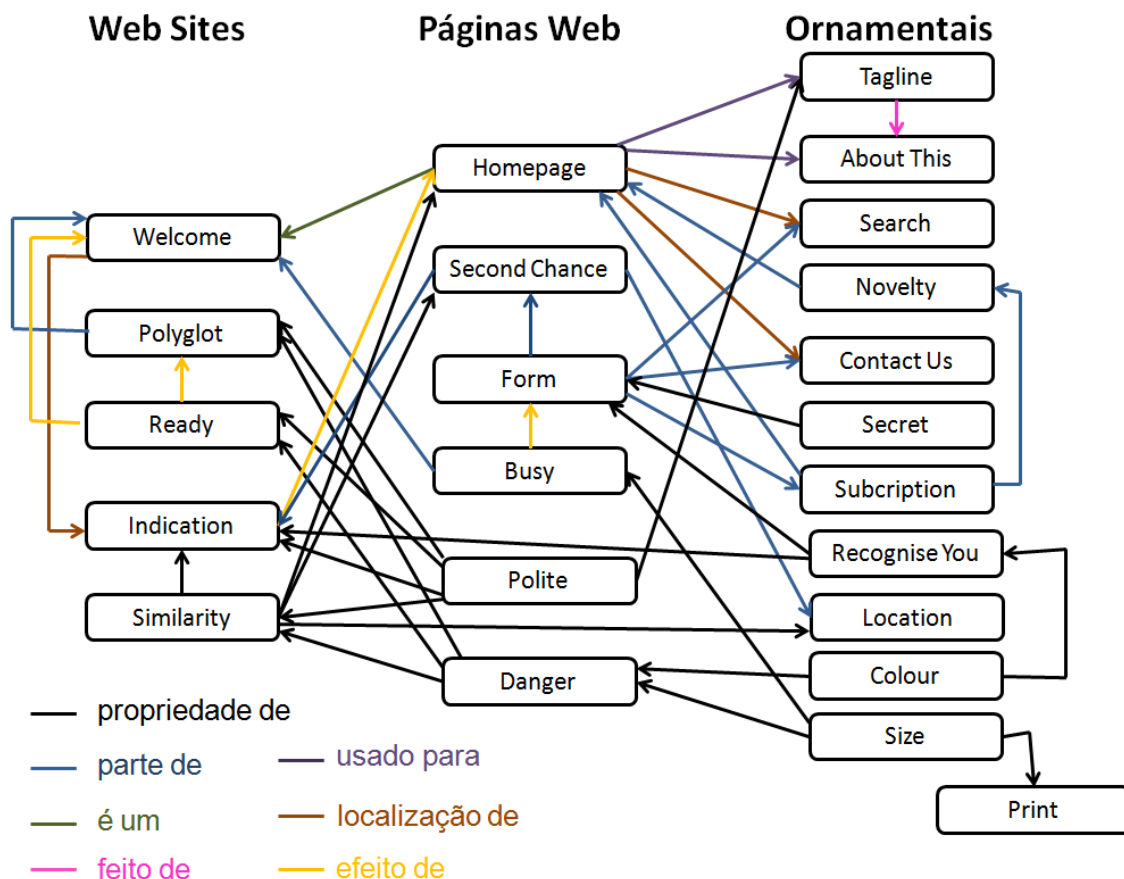 Web Sites
Páginas Web
Ornamentais
Tagline
Homepage
About This
Welcome
Search
Second Chance
Novelty
Polyglot
Form
Contact Us
Ready
Secret
Busy
Subcription
Indication
Recognise You
Polite
Similarity
Location
Danger
Colour
Size
Print
propriedade de
parte de
usado para
é um
localização de
feito de
efeito de